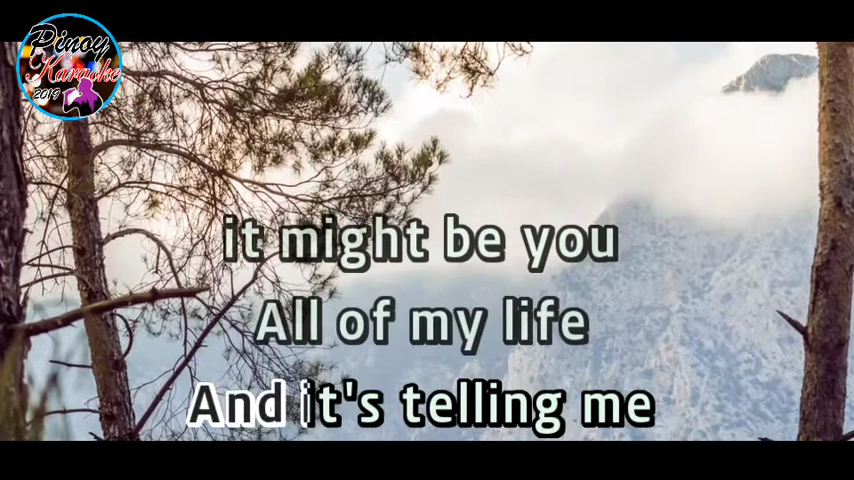 Pinoy
Karaoke
2019
it might be you
All of my life
And it's telling me